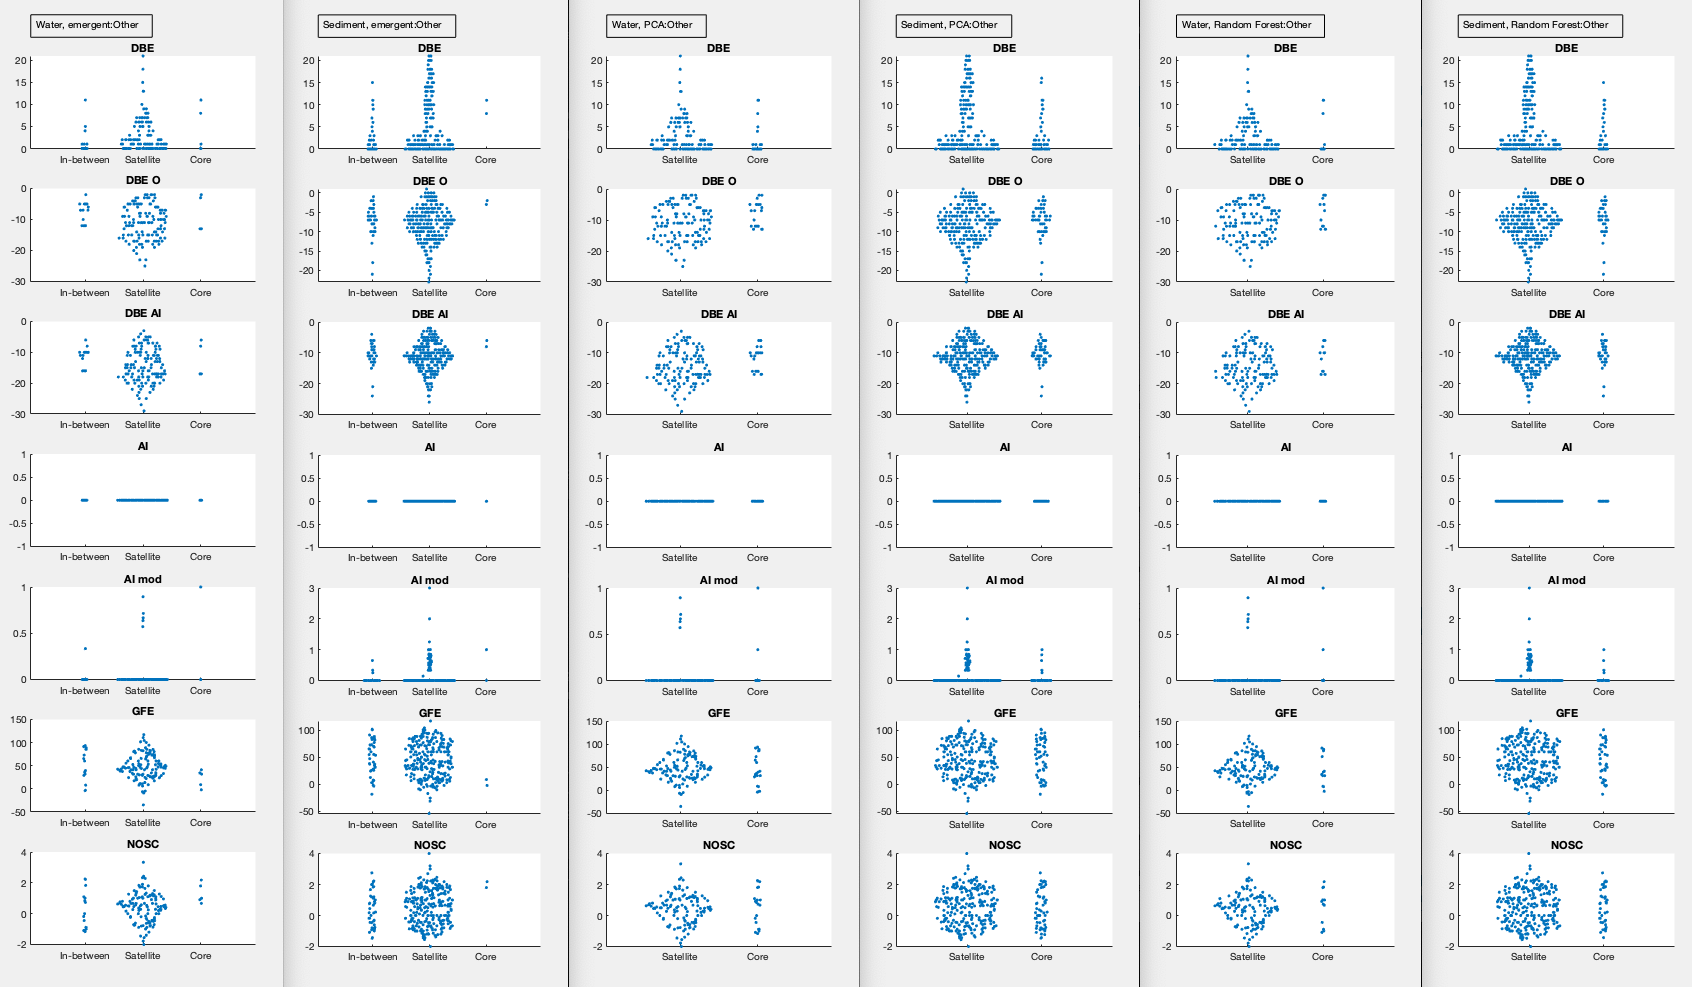 Water, emergent:Other
DBE
20
15
10
5
0
In-between Satellite Core
DBE O
0
-10
-20
-30
In-between Satellite Core
DBE AI
0
-10
-20
-30
In-between Satellite Core
AI
1
0.5
0
-0.5
-1
In-between Satellite Core
AI mod
1
0.5
0
In-between Satellite Core
GFE
150
100
50
0
-50
In-between Satellite Core
NOSC
4
2
0
-2
In-between Satellite Core
Sediment, emergent:Other
DBE
20
15
10
5
0
In-between Satellite Core
DBE O
0
-5
-10
-15
-20
In-between Satellite Core
DBE AI
0
-10
-20
-30
In-between Satellite Core
AI
1
0.5
0
-0.5
-1
In-between Satellite Core
AI mod
3
2
1
0
In-between Satellite Core
GFE
100
50
0
-50
In-between Satellite Core
NOSC
4
2
0
-2
In-between Satellite Core
Water, PCA:Other
DBE
20
15
10
5
0
Satellite Core
DBE O
0
-10
-20
-30
Satellite Core
DBE AI
0
-10
-20
-30
Satellite Core
AI
1
0.5
0
-0.5
-1
Satellite Core
AI mod
1
0.5
0
Satellite Core
GFE
150
100
50
0
-50
Satellite Core
NOSC
4
2
0
-2
Satellite Core
Sediment, PCA:Other
DBE
20
15
10
5
0
Satellite Core
DBE O
0
-5
-10
-15
-20
Satellite Core
DBE AI
0
-10
-20
-30
Satellite Core
AI
1
0.5
0
-0.5
-1
Satellite Core
AI mod
3
2
1
0
Satellite Core
GFE
100
50
0
-50
Satellite Core
NOSC
4
2
0
-2
Satellite Core
Water, Random Forest:Other
DBE
20
15
10
5
0
Satellite Core
DBE O
0
-10
-20
-30
Satellite Core
DBE AI
0
-10
-20
-30
Satellite Core
AI
1
0.5
0
-0.5
-1
Satellite Core
AI mod
1
0.5
0
Satellite Core
GFE
150
100
50
0
-50
Satellite Core
NOSC
4
2
0
-2
Satellite Core
Sediment, Random Forest:Other
DBE
20
15
10
5
0
Satellite Core
DBE O
0
-5
-10
-15
-20
Satellite Core
DBE AI
0
-10
-20
-30
Satellite Core
AI
1
0.5
0
-0.5
-1
Satellite Core
AI mod
3
2
1
0
Satellite Core
GFE
100
50
0
-50
Satellite Core
NOSC
4
2
0
-2
Satellite Core